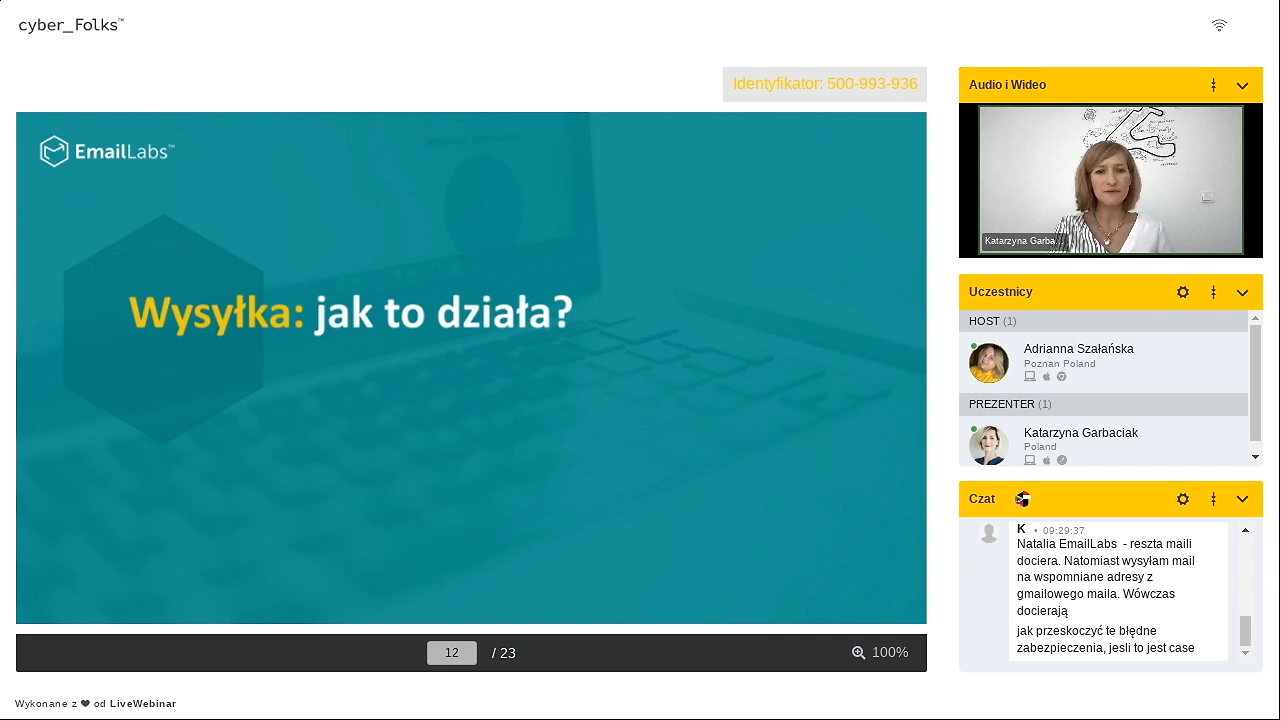 cyber_Folks™
Identyfikator: 500-993-936
EmailLabs™
Wysyłka: jak to działa?
12 / 23
100%
Wykonane z od LiveWebinar
Audio i Wideo
Katarzyna Garba...
Uczestnicy
HOST (1)
Adrianna Szałańska
Poznan Poland
PREZENTER (1)
Katarzyna Garbaciak
Poland
Czat
K • 09:29:37
Natalia EmailLabs - reszta maili
dociera. Natomiast wysyłam mail
na wspomniane adresy z
gmailowego maila. Wówczas
docierają
jak przeskoczyć te błędne
zabezpieczenia, jesli to jest case